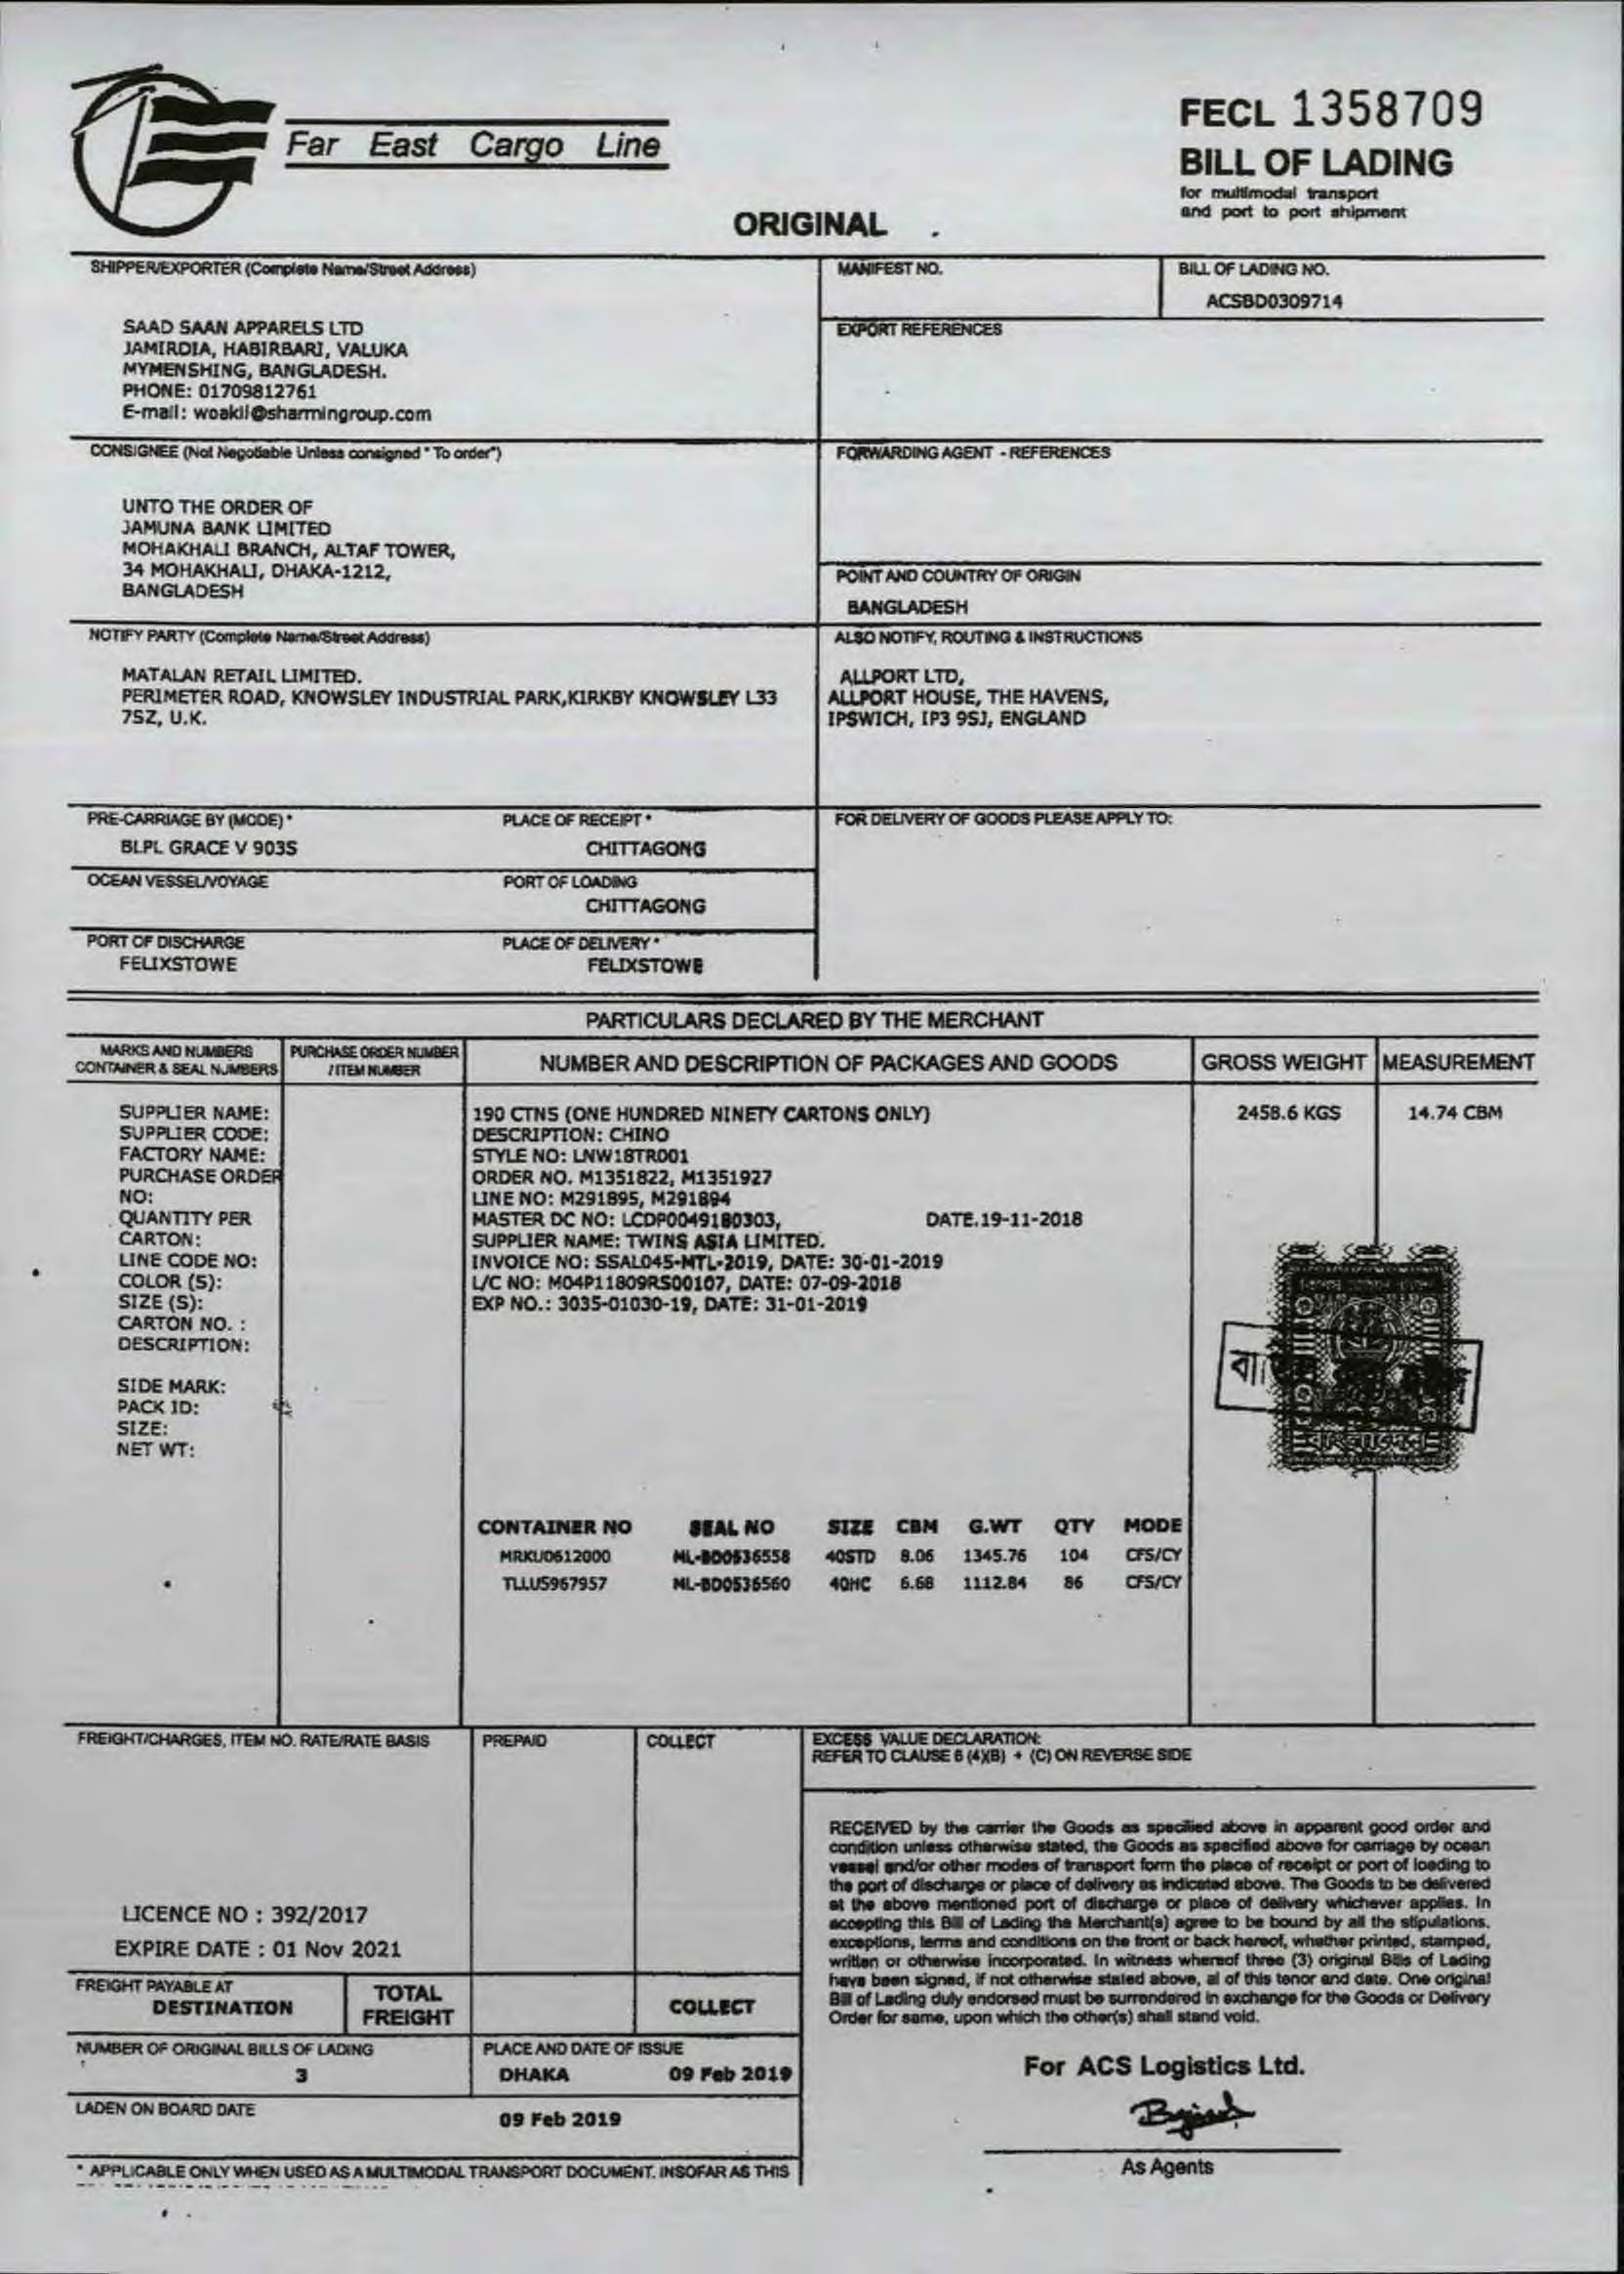 Far East Cargo Line
FECL 1358709
BILL OF LADING
for multimodal transport
and port to port shipment
ORIGINAL
SHIPPER/EXPORTER (Complete Name/Street Address)
SAAD SAAN APPARELS LTD
JAMIRDIA, HABIRBARI, VALUKA
MYMENSHING, BANGLADESH.
PHONE: 01709812761
E-mail: woakil@sharmingroup.com
MANIFEST NO.
BILL OF LADING NO.
ACSBD0309714
EXPORT REFERENCES
CONSIGNEE (Not Negotiable Unless consigned " To order")
UNTO THE ORDER OF
JAMUNA BANK LIMITED
MOHAKHALI BRANCH, ALTAF TOWER,
34 MOHAKHALI, DHAKA-1212,
BANGLADESH
FORWARDING AGENT - REFERENCES
POINT AND COUNTRY OF ORIGIN
BANGLADESH
NOTIFY PARTY (Complete Name/Street Address)
MATALAN RETAIL LIMITED.
PERIMETER ROAD, KNOWSLEY INDUSTRIAL PARK,KIRKBY KNOWSLEY L33
7SZ, U.K.
ALSO NOTIFY, ROUTING & INSTRUCTIONS
ALLPORT LTD,
ALLPORT HOUSE, THE HAVENS,
IPSWICH, IP3 9SJ, ENGLAND
PRE-CARRIAGE BY (MODE) *
BLPL GRACE V 903S
PLACE OF RECEIPT *
CHITTAGONG
OCEAN VESSEL/VOYAGE
PORT OF LOADING
CHITTAGONG
PORT OF DISCHARGE
FELIXSTOWE
PLACE OF DELIVERY *
FELIXSTOWE
FOR DELIVERY OF GOODS PLEASE APPLY TO:
PARTICULARS DECLARED BY THE MERCHANT
MARKS AND NUMBERS
CONTAINER & SEAL NUMBERS
PURCHASE ORDER NUMBER
/ ITEM NUMBER
NUMBER AND DESCRIPTION OF PACKAGES AND GOODS
GROSS WEIGHT
MEASUREMENT
SUPPLIER NAME:
SUPPLIER CODE:
FACTORY NAME:
PURCHASE ORDER
NO:
QUANTITY PER
CARTON:
LINE CODE NO:
COLOR (S):
SIZE (S):
CARTON NO. :
DESCRIPTION:
SIDE MARK:
PACK ID:
SIZE:
NET WT:
190 CTNS (ONE HUNDRED NINETY CARTONS ONLY)
DESCRIPTION: CHINO
STYLE NO: LNW18TR001
ORDER NO. M1351822, M1351927
LINE NO: M291895, M291894
MASTER DC NO: LCDP0049180303, DATE.19-11-2018
SUPPLIER NAME: TWINS ASIA LIMITED.
INVOICE NO: SSAL045-MTL-2019, DATE: 30-01-2019
L/C NO: M04P11809RS00107, DATE: 07-09-2018
EXP NO.: 3035-01030-19, DATE: 31-01-2019
2458.6 KGS
14.74 CBM
CONTAINER NO SEAL NO SIZE CBM G.WT QTY MODE
MRKU0612000 ML-BD0536558 40STD 8.06 1345.76 104 CFS/CY
TLLU5967957 ML-BD0536560 40HC 6.68 1112.84 86 CFS/CY
FREIGHT/CHARGES, ITEM NO. RATE/RATE BASIS
PREPAID
COLLECT
LICENCE NO : 392/2017
EXPIRE DATE : 01 Nov 2021
FREIGHT PAYABLE AT
DESTINATION
TOTAL
FREIGHT
COLLECT
NUMBER OF ORIGINAL BILLS OF LADING
3
PLACE AND DATE OF ISSUE
DHAKA 09 Feb 2019
LADEN ON BOARD DATE
09 Feb 2019
* APPLICABLE ONLY WHEN USED AS A MULTIMODAL TRANSPORT DOCUMENT. INSOFAR AS THIS
EXCESS VALUE DECLARATION:
REFER TO CLAUSE 6 (4)(B) + (C) ON REVERSE SIDE
RECEIVED by the carrier the Goods as specified above in apparent good order and
condition unless otherwise stated, the Goods as specified above for carriage by ocean
vessel and/or other modes of transport form the place of receipt or port of loading to
the port of discharge or place of delivery as indicated above. The Goods to be delivered
at the above mentioned port of discharge or place of delivery whichever applies. In
accepting this Bill of Lading the Merchant(s) agree to be bound by all the stipulations,
exceptions, terms and conditions on the front or back hereof, whether printed, stamped,
written or otherwise incorporated. In witness whereof three (3) original Bills of Lading
have been signed, if not otherwise stated above, al of this tenor and date. One original
Bill of Lading duly endorsed must be surrendered in exchange for the Goods or Delivery
Order for same, upon which the other(s) shall stand void.
For ACS Logistics Ltd.
As Agents